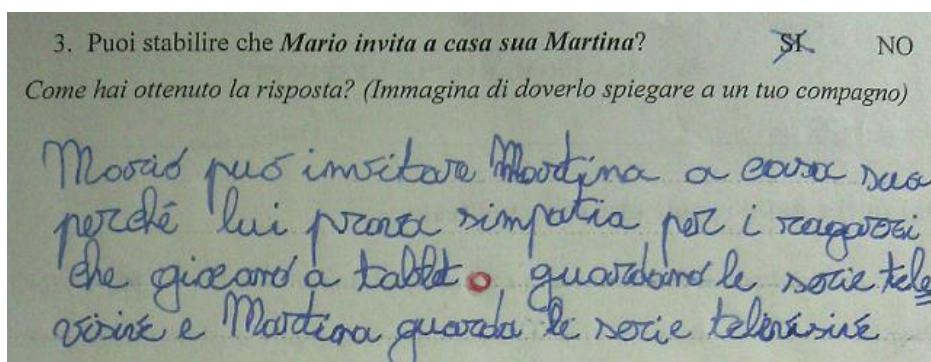 3. Puoi stabilire che Mario invita a casa sua Martina? SI NO
Come hai ottenuto la risposta? (Immagina di doverlo spiegare a un tuo compagno)
Mario può invitare Martina a casa sua
perché lui prova simpatia per i ragazzi
che giocano a tablet o guardano le serie tele
visive e Martina guarda le serie televisive